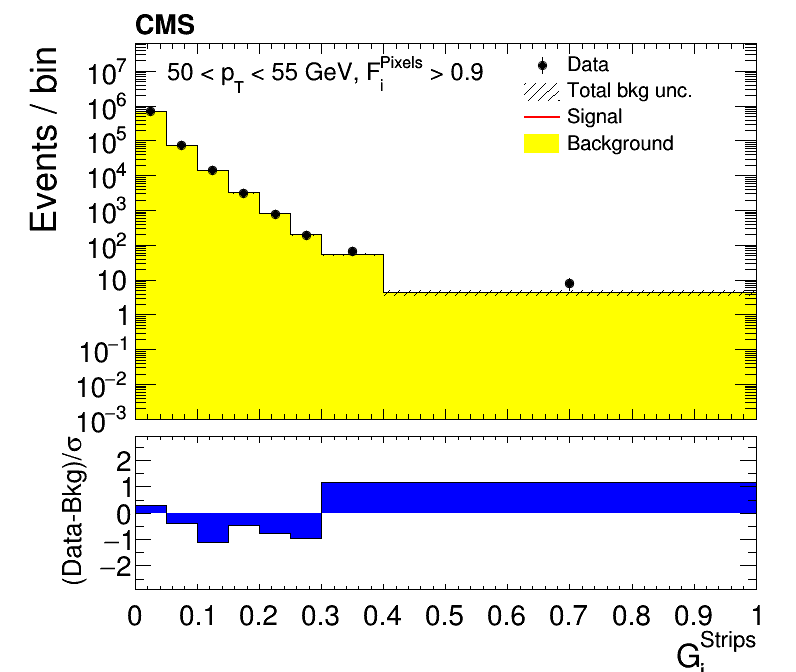 CMS
50 < p_T < 55 GeV, F_i^Pixels > 0.9
Data
Total bkg unc.
Signal
Background
Events / bin
10^7
10^6
10^5
10^4
10^3
10^2
10
1
10^−1
10^−2
10^−3
(Data-Bkg)/σ
2
1
0
−1
−2
0 0.1 0.2 0.3 0.4 0.5 0.6 0.7 0.8 0.9 1
G_i^Strips